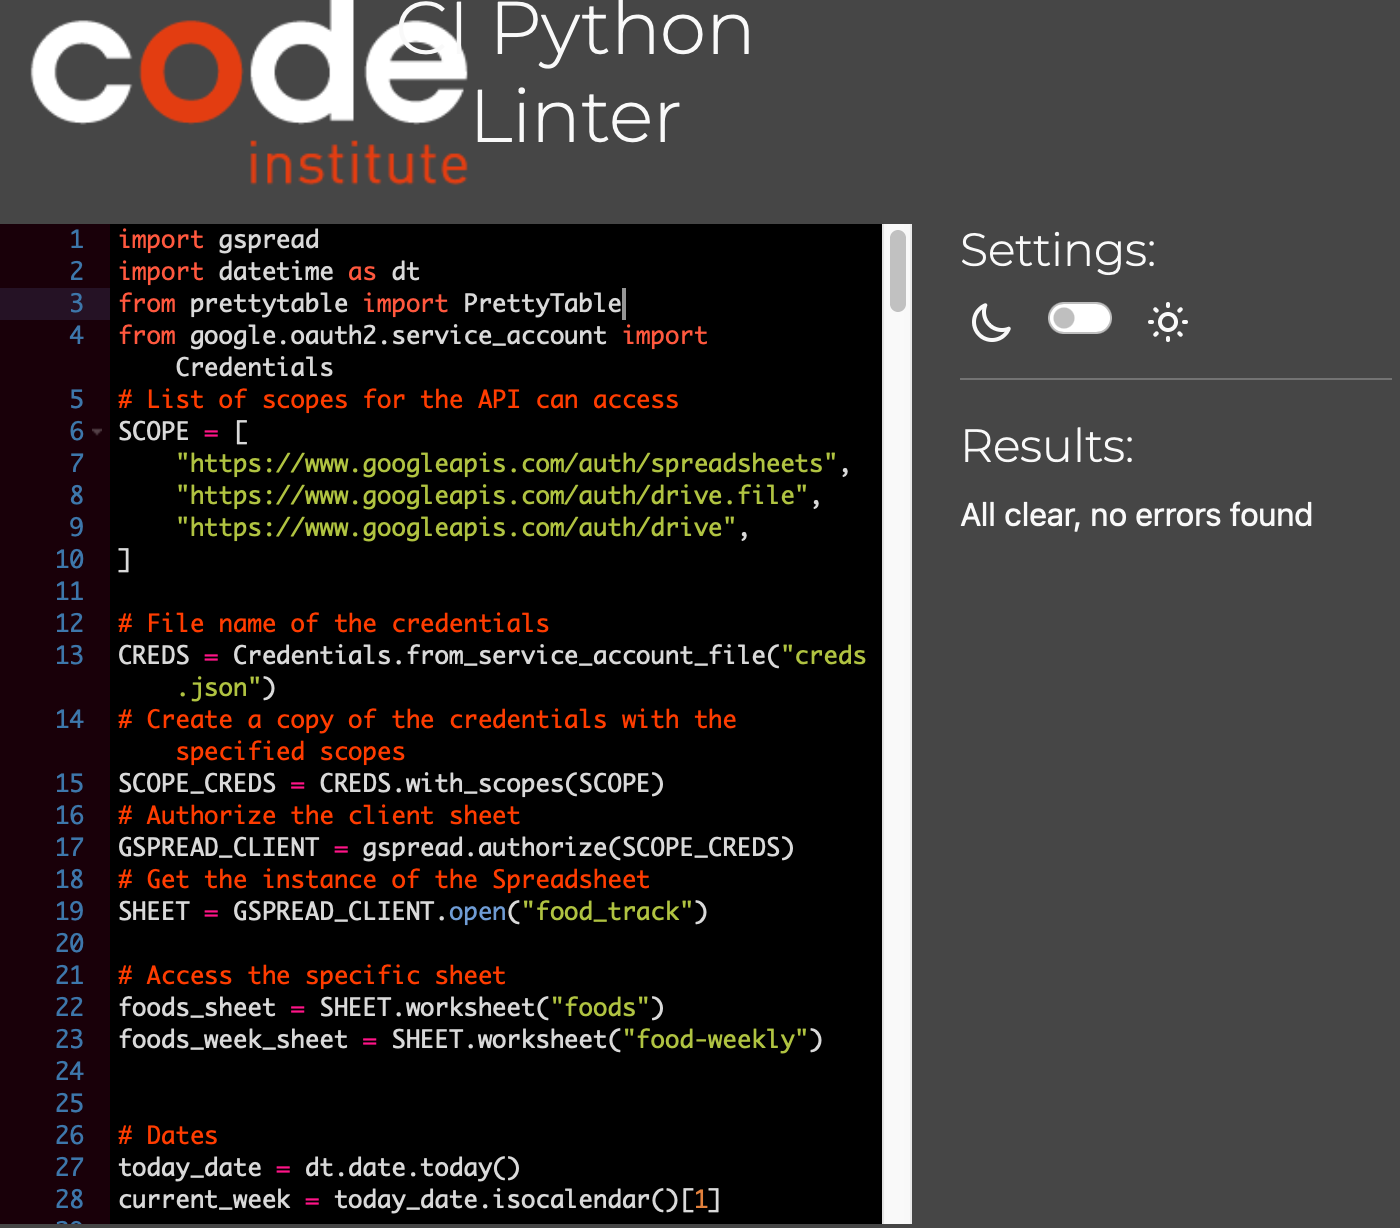 code
institute
CI Python
Linter
1 import gspread
2 import datetime as dt
3 from prettytable import PrettyTable
4 from google.oauth2.service_account import
Credentials
5 # List of scopes for the API can access
6 SCOPE = [
7 "https://www.googleapis.com/auth/spreadsheets",
8 "https://www.googleapis.com/auth/drive.file",
9 "https://www.googleapis.com/auth/drive",
10 ]
11
12 # File name of the credentials
13 CREDS = Credentials.from_service_account_file("creds
.json")
14 # Create a copy of the credentials with the
specified scopes
15 SCOPE_CREDS = CREDS.with_scopes(SCOPE)
16 # Authorize the client sheet
17 GSPREAD_CLIENT = gspread.authorize(SCOPE_CREDS)
18 # Get the instance of the Spreadsheet
19 SHEET = GSPREAD_CLIENT.open("food_track")
20
21 # Access the specific sheet
22 foods_sheet = SHEET.worksheet("foods")
23 foods_week_sheet = SHEET.worksheet("food-weekly")
24
25
26 # Dates
27 today_date = dt.date.today()
28 current_week = today_date.isocalendar()[1]
Settings:
Results:
All clear, no errors found